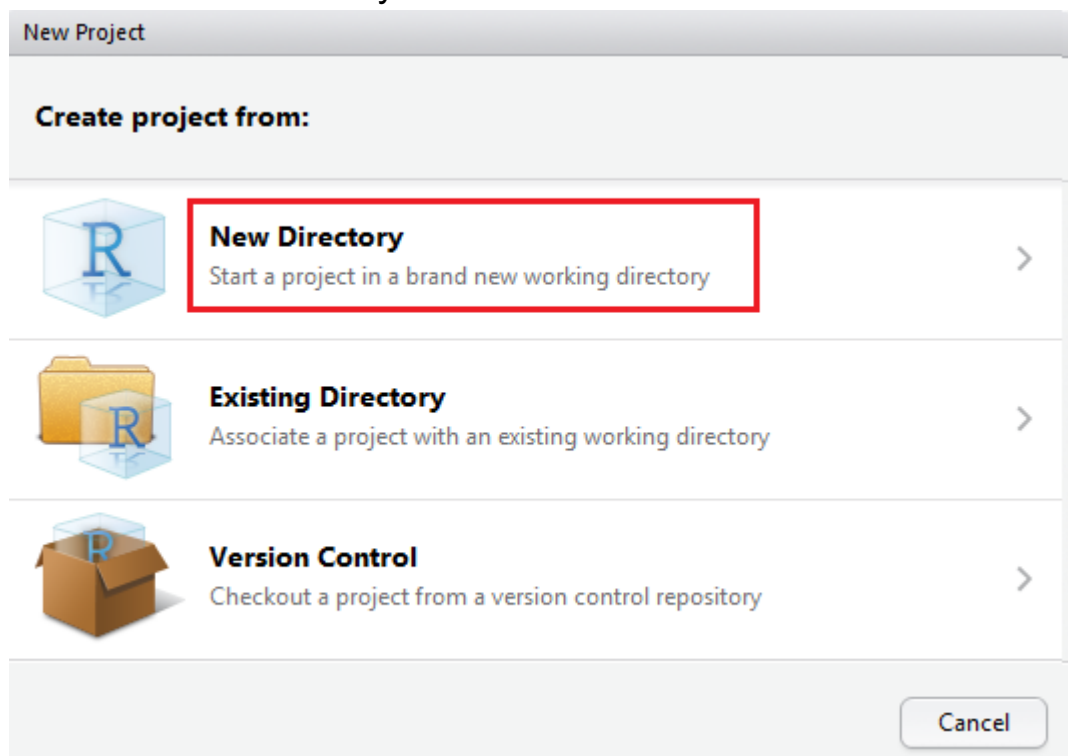 New Project
Create project from:
R
New Directory
Start a project in a brand new working directory
R
Existing Directory
Associate a project with an existing working directory
R
Version Control
Checkout a project from a version control repository
Cancel